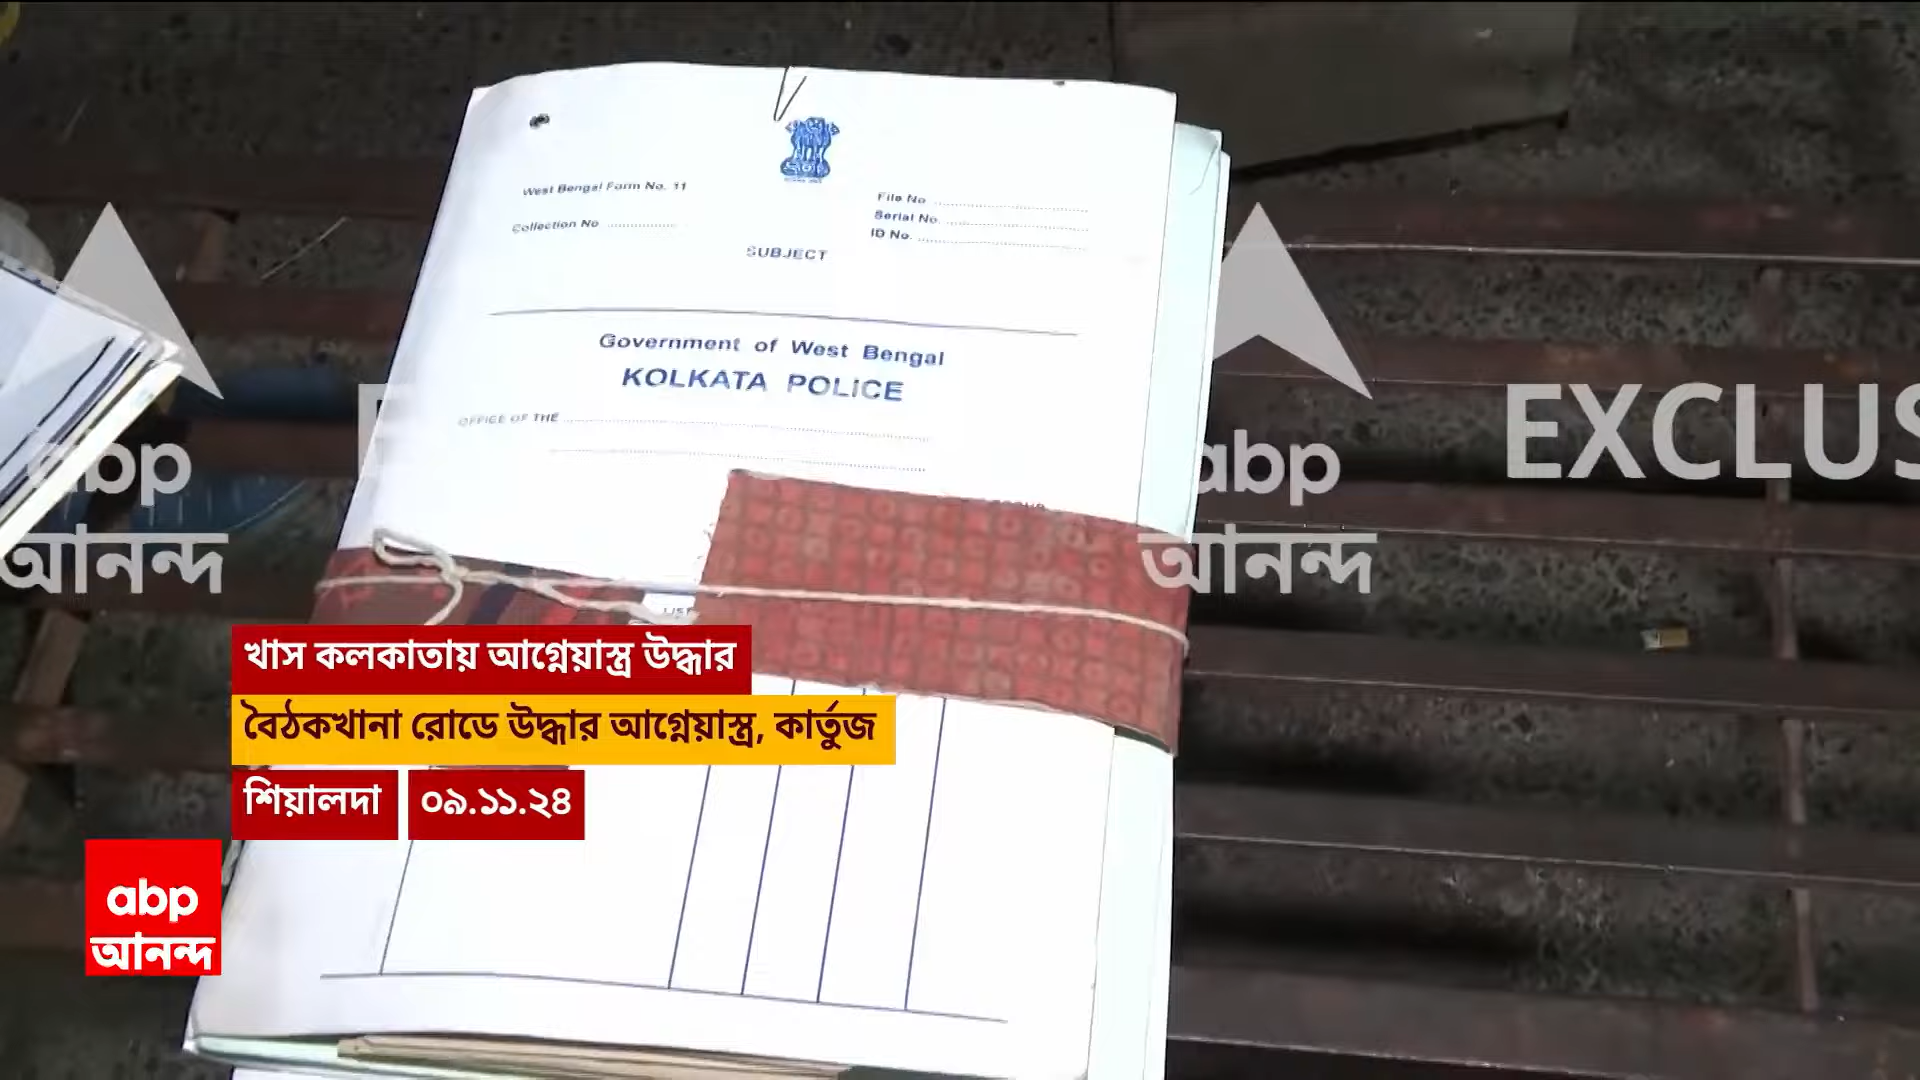 West Bengal Form No. 11
Collection No
File No
Serial No.
ID No.
SUBJECT
Government of West Bengal
KOLKATA POLICE
OFFICE OF THE
abp
আনন্দ
abp
আনন্দ
EXCLUS
LIST
খাস কলকাতায় আগ্নেয়াস্ত্র উদ্ধার
বৈঠকখানা রোডে উদ্ধার আগ্নেয়াস্ত্র, কার্তুজ
শিয়ালদা
০৯.১১.২৪
abp
আনন্দ